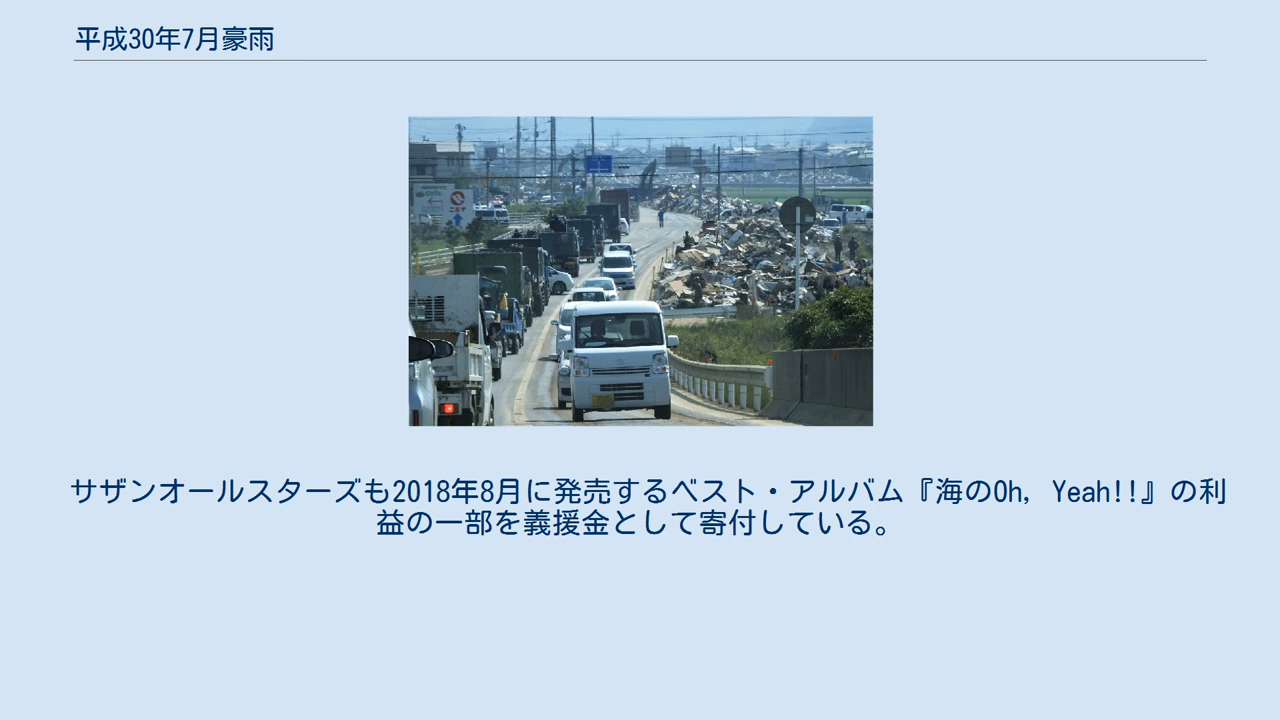 平成30年7月豪雨
サザンオールスターズも2018年8月に発売するベスト・アルバム『海のOh, Yeah!!』の利
益の一部を義援金として寄付している。